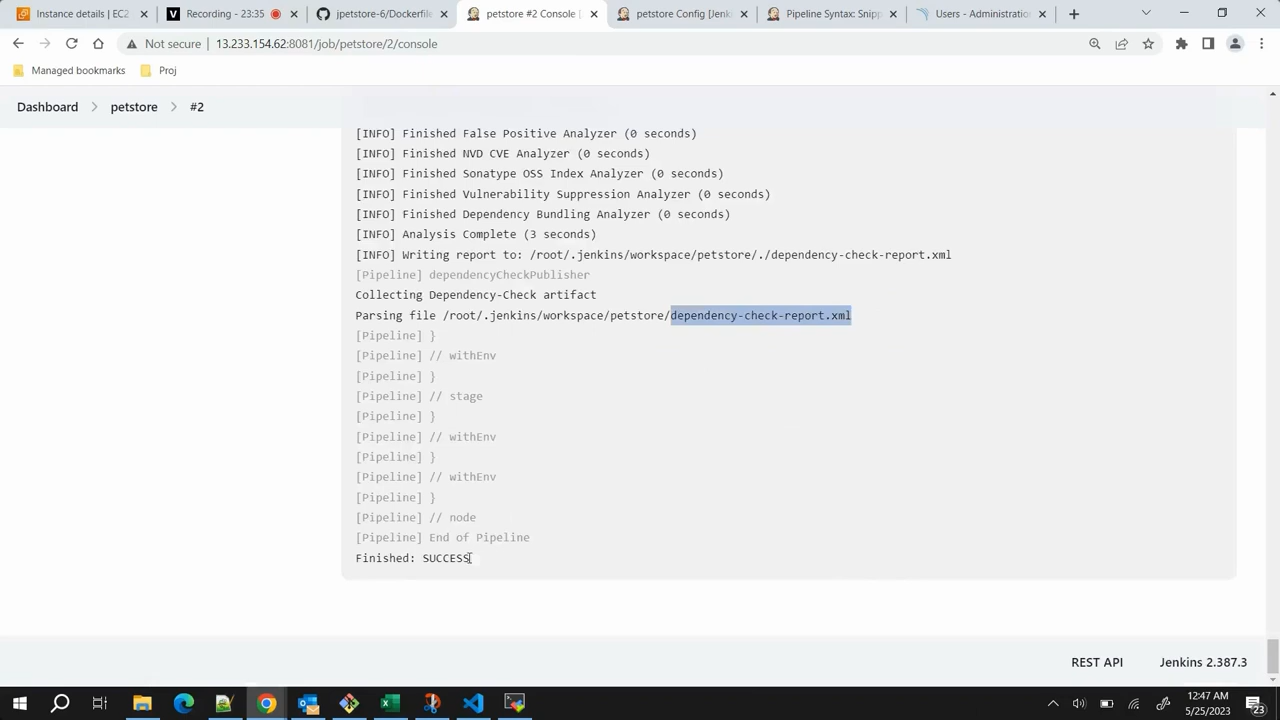 Instance details | EC2
Recording - 23:35
jpetstore-6/Dockerfile
petstore #2 Console [
petstore Config [Jenki
Pipeline Syntax: Snipp
Users - Administratio
Not secure | 13.233.154.62:8081/job/petstore/2/console
Managed bookmarks
Proj
Dashboard > petstore > #2
[INFO] Finished False Positive Analyzer (0 seconds)
[INFO] Finished NVD CVE Analyzer (0 seconds)
[INFO] Finished Sonatype OSS Index Analyzer (0 seconds)
[INFO] Finished Vulnerability Suppression Analyzer (0 seconds)
[INFO] Finished Dependency Bundling Analyzer (0 seconds)
[INFO] Analysis Complete (3 seconds)
[INFO] Writing report to: /root/.jenkins/workspace/petstore/./dependency-check-report.xml
[Pipeline] dependencyCheckPublisher
Collecting Dependency-Check artifact
Parsing file /root/.jenkins/workspace/petstore/dependency-check-report.xml
[Pipeline] }
[Pipeline] // withEnv
[Pipeline] }
[Pipeline] // stage
[Pipeline] }
[Pipeline] // withEnv
[Pipeline] }
[Pipeline] // withEnv
[Pipeline] }
[Pipeline] // node
[Pipeline] End of Pipeline
Finished: SUCCESS
REST API
Jenkins 2.387.3
12:47 AM
5/25/2023
23